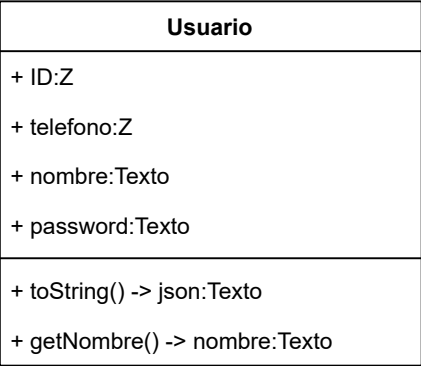 Usuario
+ ID:Z
+ telefono:Z
+ nombre:Texto
+ password:Texto
+ toString() -> json:Texto
+ getNombre() -> nombre:Texto